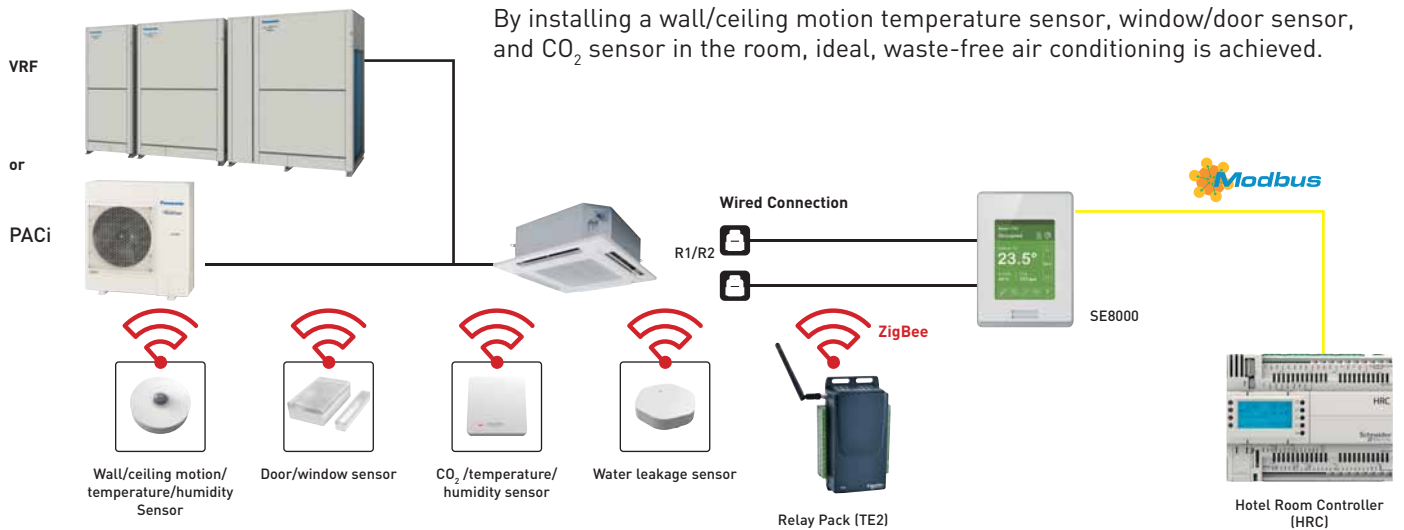 By installing a wall/ceiling motion temperature sensor, window/door sensor,
and CO₂ sensor in the room, ideal, waste-free air conditioning is achieved.
VRF
or
PACi
Wired Connection
R1/R2
Modbus
23.5°
SE8000
ZigBee
HRC
Schneider
Wall/ceiling motion/
temperature/humidity
Sensor
Door/window sensor
CO₂ /temperature/
humidity sensor
Water leakage sensor
Relay Pack (TE2)
Hotel Room Controller
(HRC)